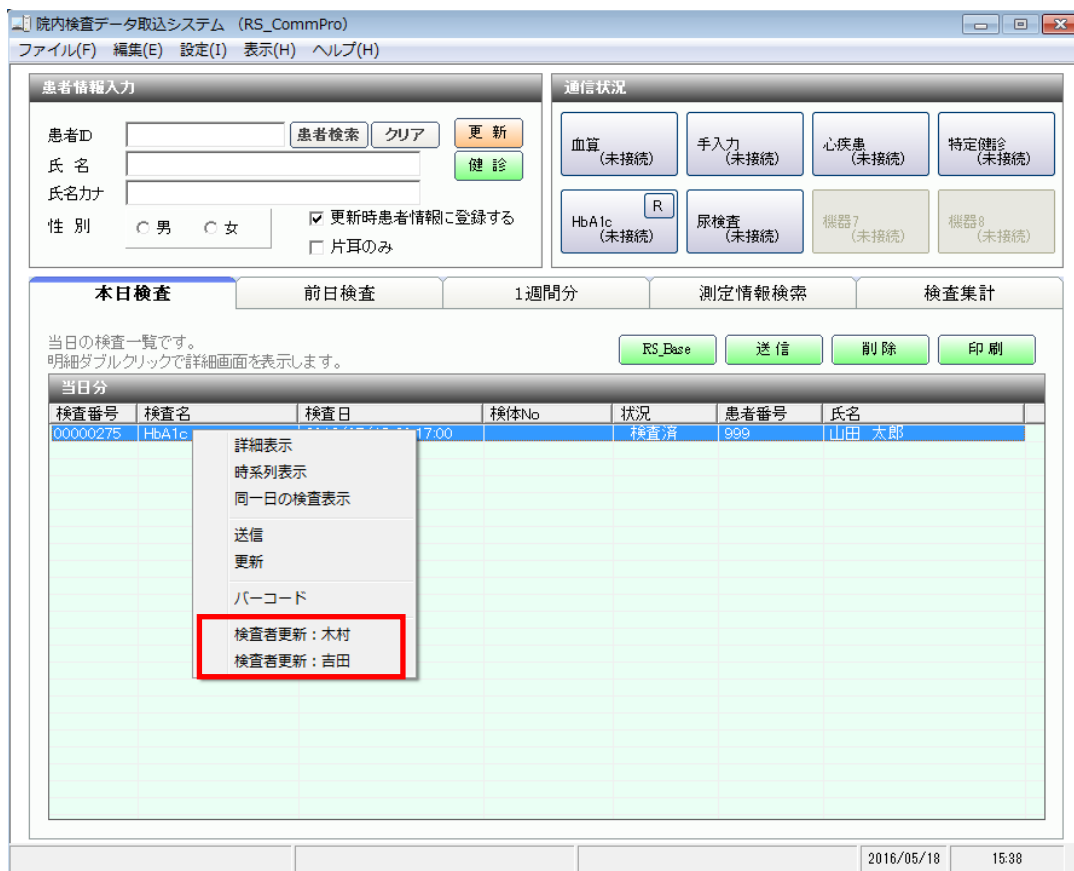 院内検査データ取込システム (RS_CommPro)
ファイル(F) 編集(E) 設定(I) 表示(H) ヘルプ(H)
患者情報入力
患者ID 患者検索 クリア 更 新
氏 名 健 診
氏名カナ
性 別 男 女 更新時患者情報に登録する
片耳のみ
通信状況
血算 (未接続) 手入力 (未接続) 心疾患 (未接続) 特定健診 (未接続)
HbA1c R (未接続) 尿検査 (未接続) 機器7 (未接続) 機器8 (未接続)
本日検査 前日検査 1週間分 測定情報検索 検査集計
当日の検査一覧です。
明細ダブルクリックで詳細画面を表示します。
RS_Base 送 信 削 除 印 刷
当日分
検査番号 検査名 検査日 検体No 状況 患者番号 氏名
00000275 HbA1c 17:00 検査済 999 山田 太郎
詳細表示
時系列表示
同一日の検査表示
送信
更新
バーコード
検査者更新:木村
検査者更新:吉田
2016/05/18 15:38